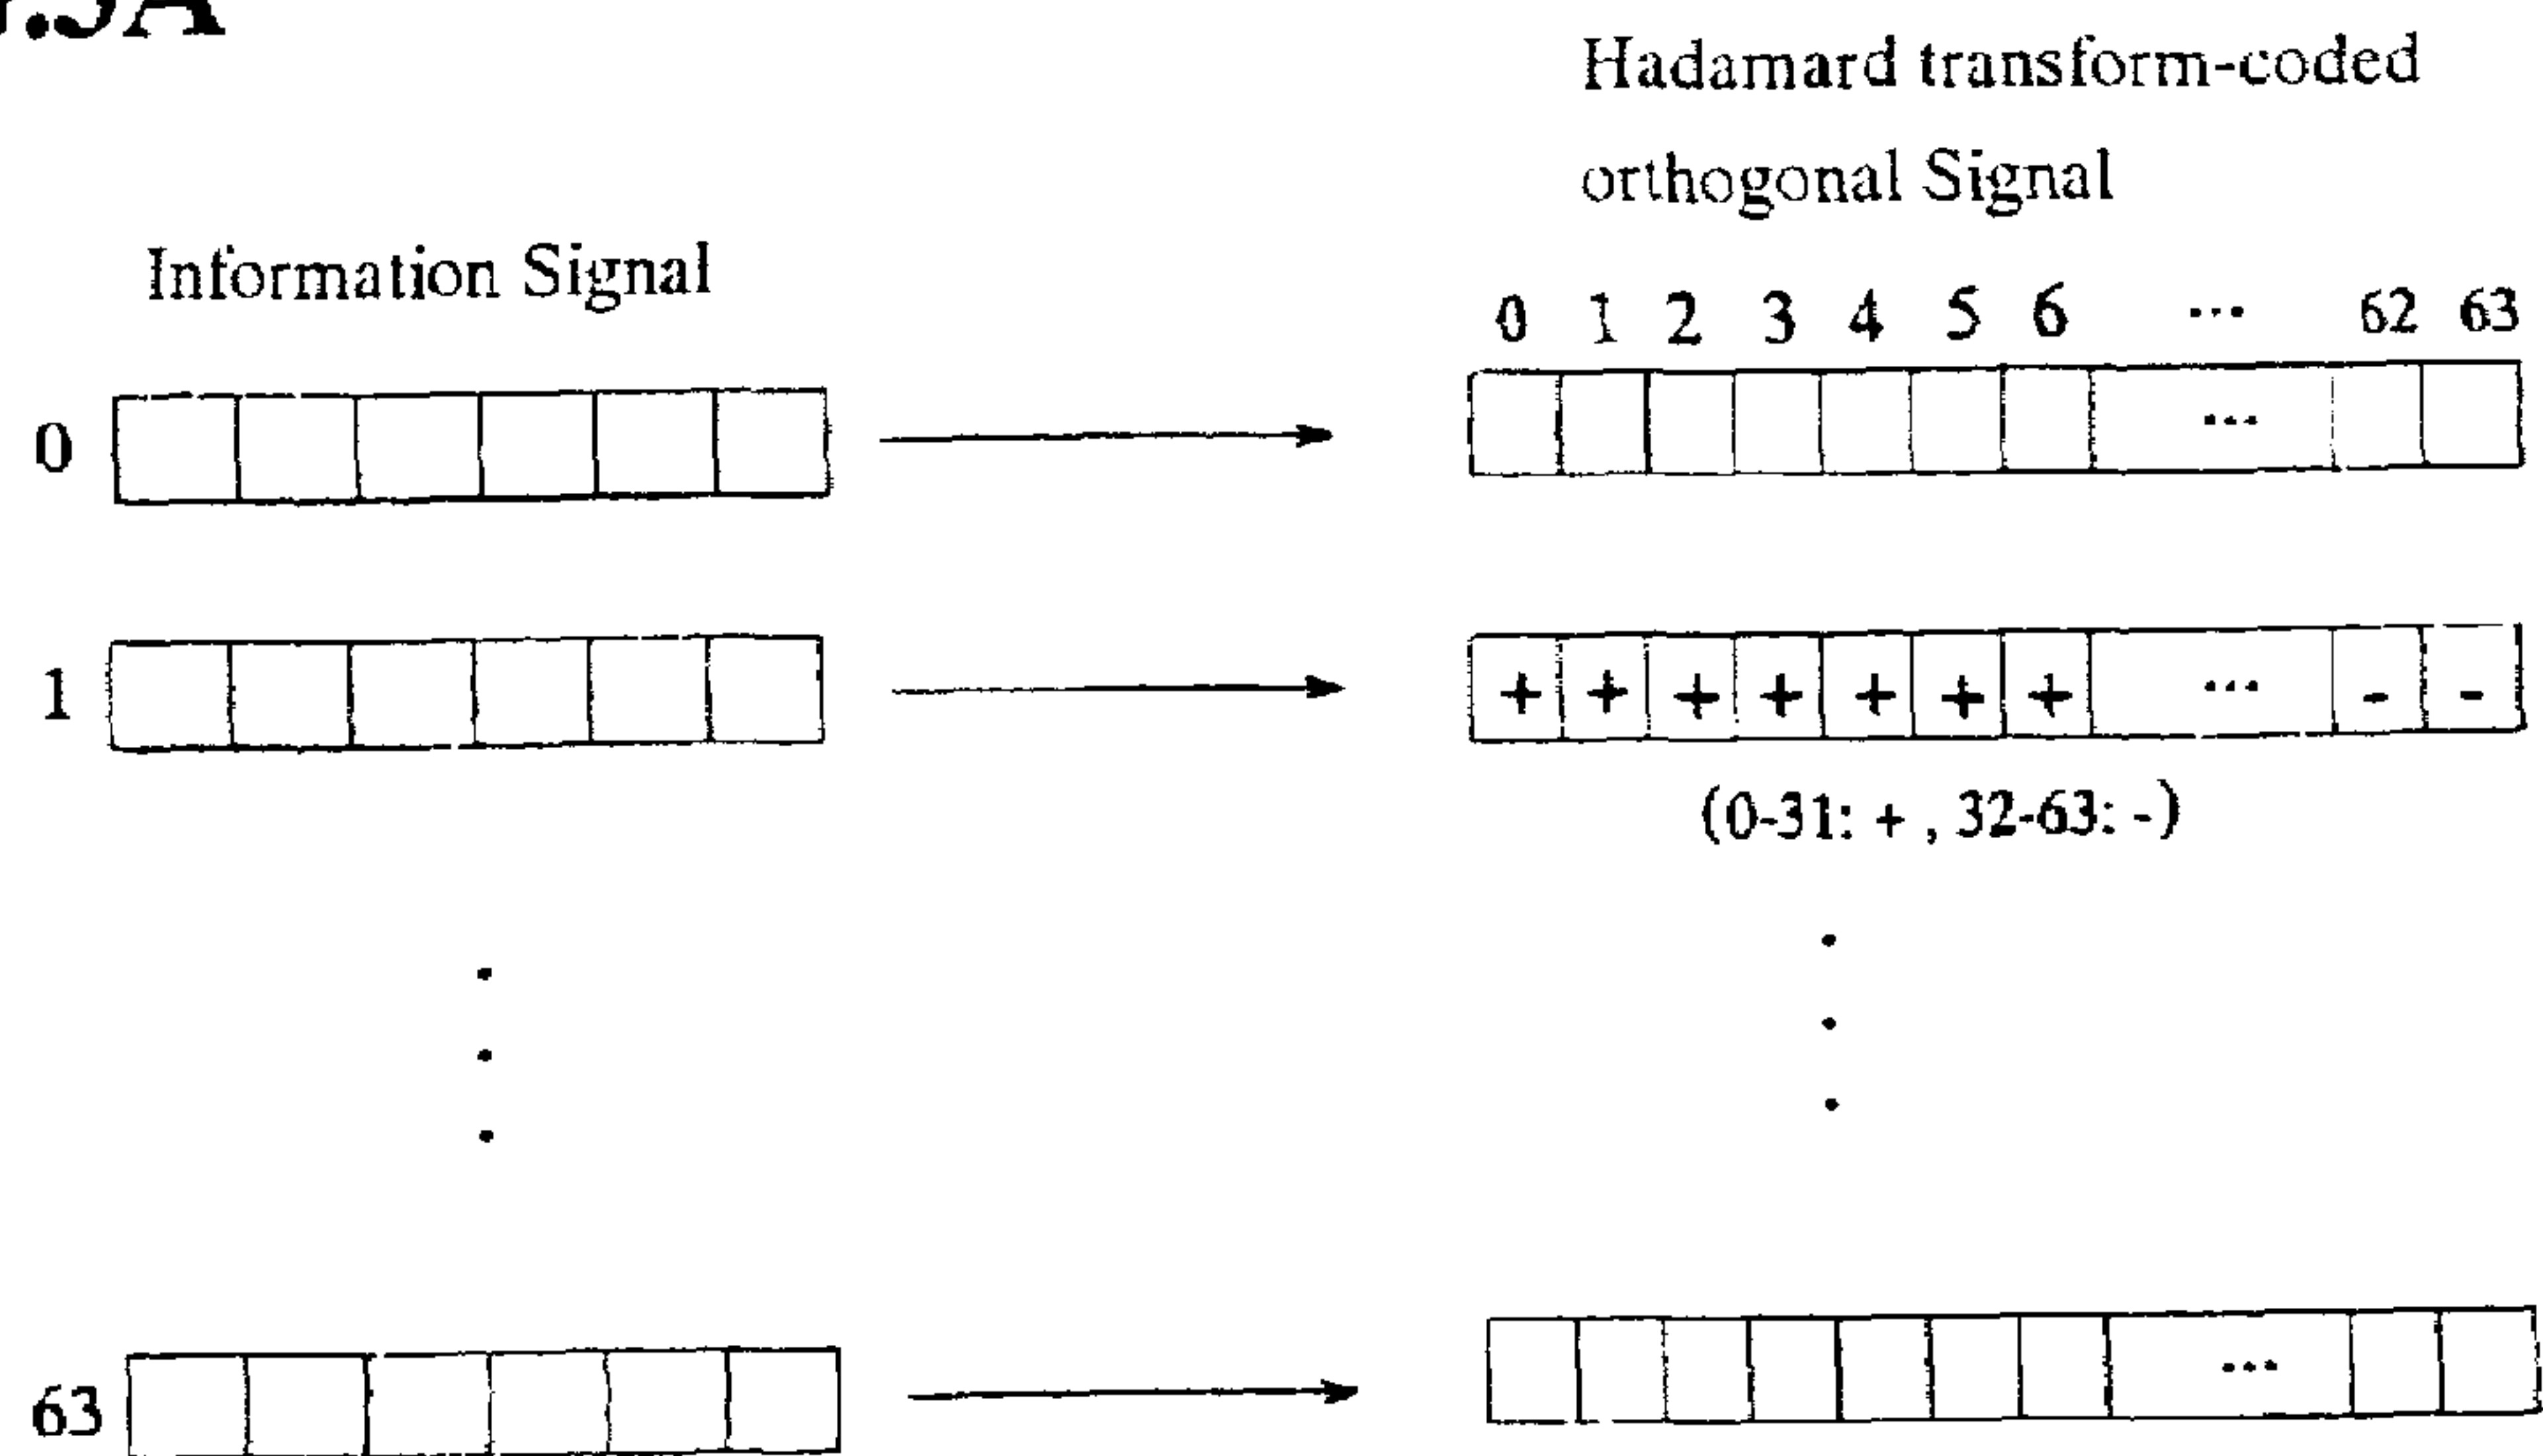 Hadamard transform-coded
orthogonal Signal
Information Signal
0 1 2 3 4 5 6 ... 62 63
0 ...
1 + + + + + + + ... - -
(0-31: + , 32-63: -)
63 ...